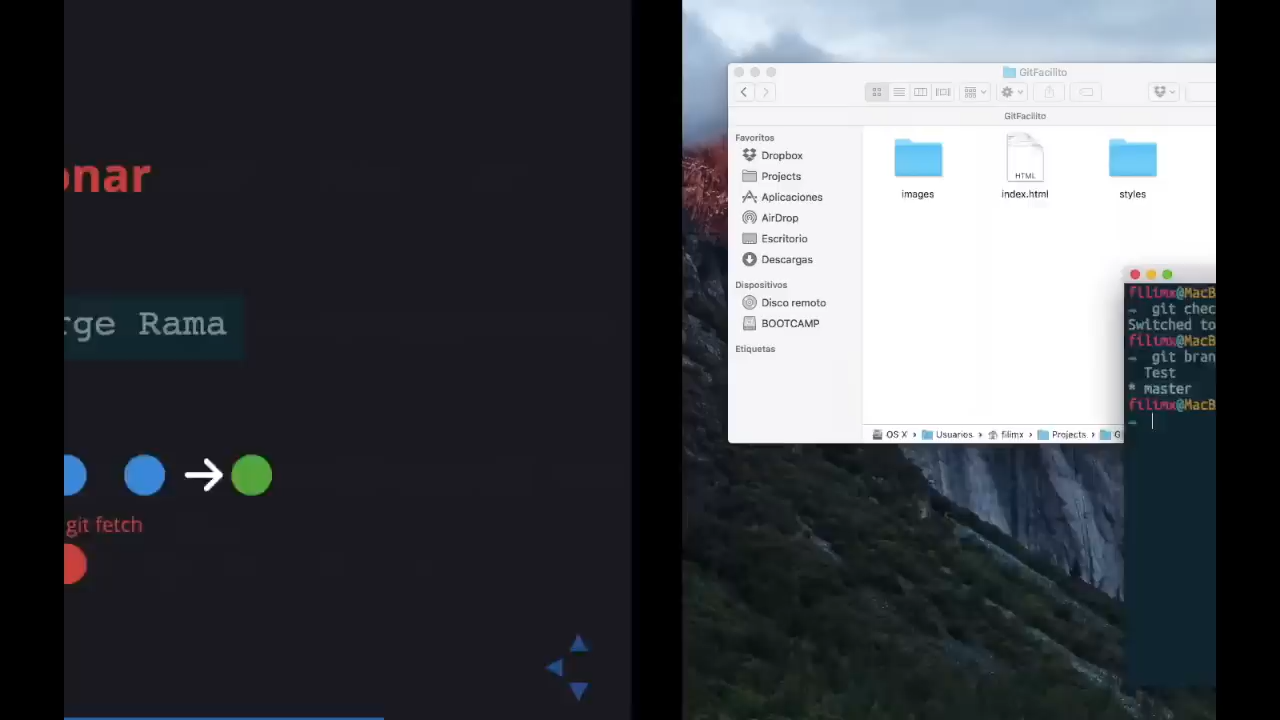 onar
rge Rama
git fetch
GitFacilito
GitFacilito
Favoritos
Dropbox
Projects
Aplicaciones
AirDrop
Escritorio
Descargas
Dispositivos
Disco remoto
BOOTCAMP
Etiquetas
HTML
images
index.html
styles
OS X › Usuarios › filimx › Projects › G
filimx@MacB
→ git chec
Switched to
filimx@MacB
→ git bran
Test
* master
filimx@MacB
→